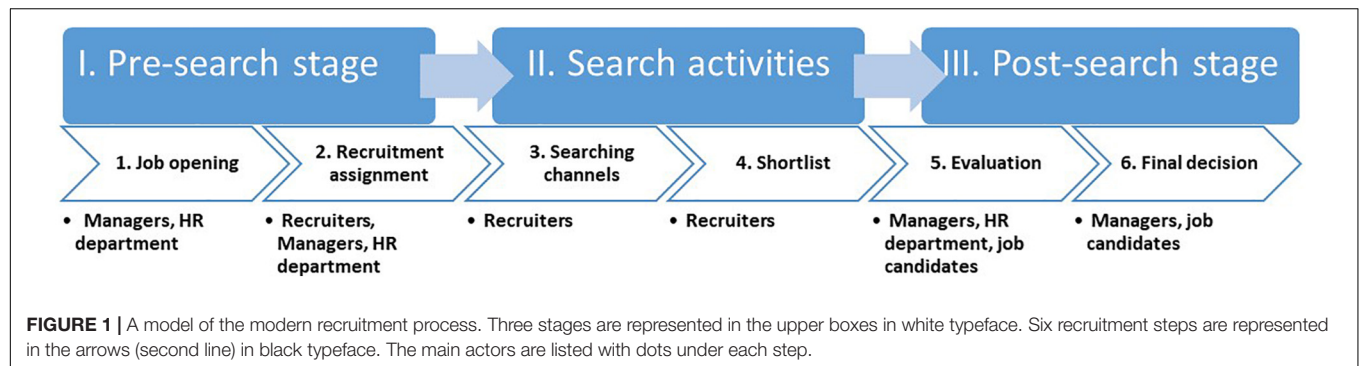 I. Pre-search stage
II. Search activities
III. Post-search stage
1. Job opening
2. Recruitment
assignment
3. Searching
channels
4. Shortlist
5. Evaluation
6. Final decision
• Managers, HR
department
• Recruiters,
Managers, HR
department
• Recruiters
• Recruiters
• Managers, HR
department, job
candidates
• Managers, job
candidates
FIGURE 1 | A model of the modern recruitment process. Three stages are represented in the upper boxes in white typeface. Six recruitment steps are represented
in the arrows (second line) in black typeface. The main actors are listed with dots under each step.